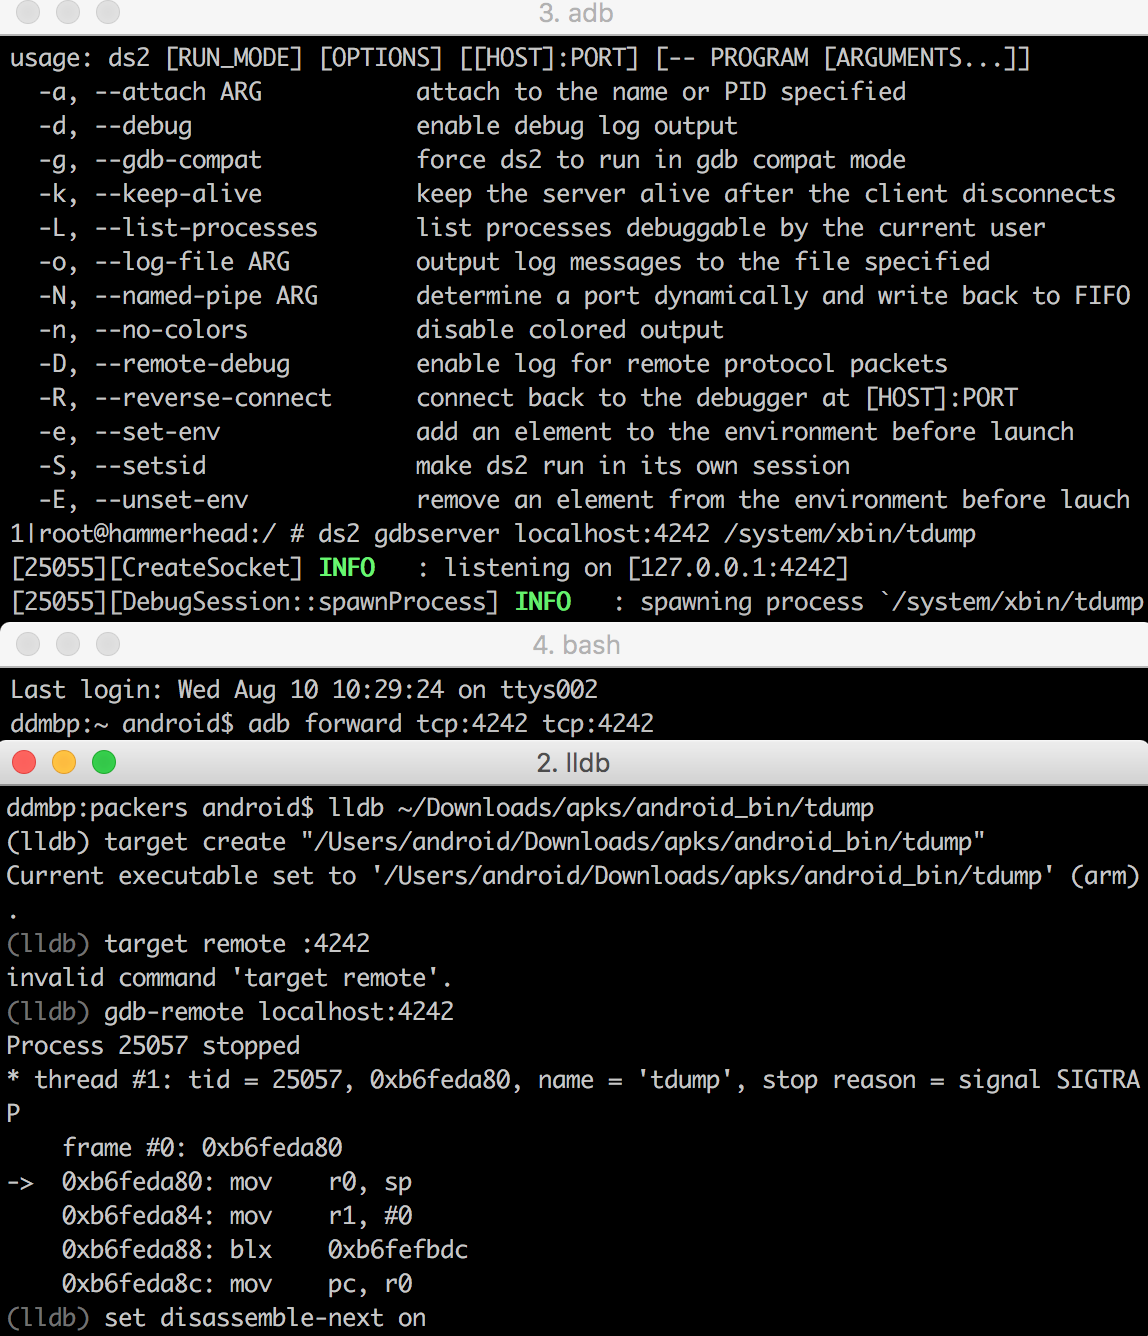 3. adb
usage: ds2 [RUN_MODE] [OPTIONS] [[HOST]:PORT] [-- PROGRAM [ARGUMENTS...]]
-a, --attach ARG attach to the name or PID specified
-d, --debug enable debug log output
-g, --gdb-compat force ds2 to run in gdb compat mode
-k, --keep-alive keep the server alive after the client disconnects
-L, --list-processes list processes debuggable by the current user
-o, --log-file ARG output log messages to the file specified
-N, --named-pipe ARG determine a port dynamically and write back to FIFO
-n, --no-colors disable colored output
-D, --remote-debug enable log for remote protocol packets
-R, --reverse-connect connect back to the debugger at [HOST]:PORT
-e, --set-env add an element to the environment before launch
-S, --setsid make ds2 run in its own session
-E, --unset-env remove an element from the environment before lauch
1|root@hammerhead:/ # ds2 gdbserver localhost:4242 /system/xbin/tdump
[25055][CreateSocket] INFO : listening on [127.0.0.1:4242]
[25055][DebugSession::spawnProcess] INFO : spawning process `/system/xbin/tdump
4. bash
Last login: Wed Aug 10 10:29:24 on ttys002
ddmbp:~ android$ adb forward tcp:4242 tcp:4242
2. lldb
ddmbp:packers android$ lldb ~/Downloads/apks/android_bin/tdump
(lldb) target create "/Users/android/Downloads/apks/android_bin/tdump"
Current executable set to '/Users/android/Downloads/apks/android_bin/tdump' (arm)
.
(lldb) target remote :4242
invalid command 'target remote'.
(lldb) gdb-remote localhost:4242
Process 25057 stopped
* thread #1: tid = 25057, 0xb6feda80, name = 'tdump', stop reason = signal SIGTRA
P
frame #0: 0xb6feda80
-> 0xb6feda80: mov r0, sp
0xb6feda84: mov r1, #0
0xb6feda88: blx 0xb6fefbdc
0xb6feda8c: mov pc, r0
(lldb) set disassemble-next on